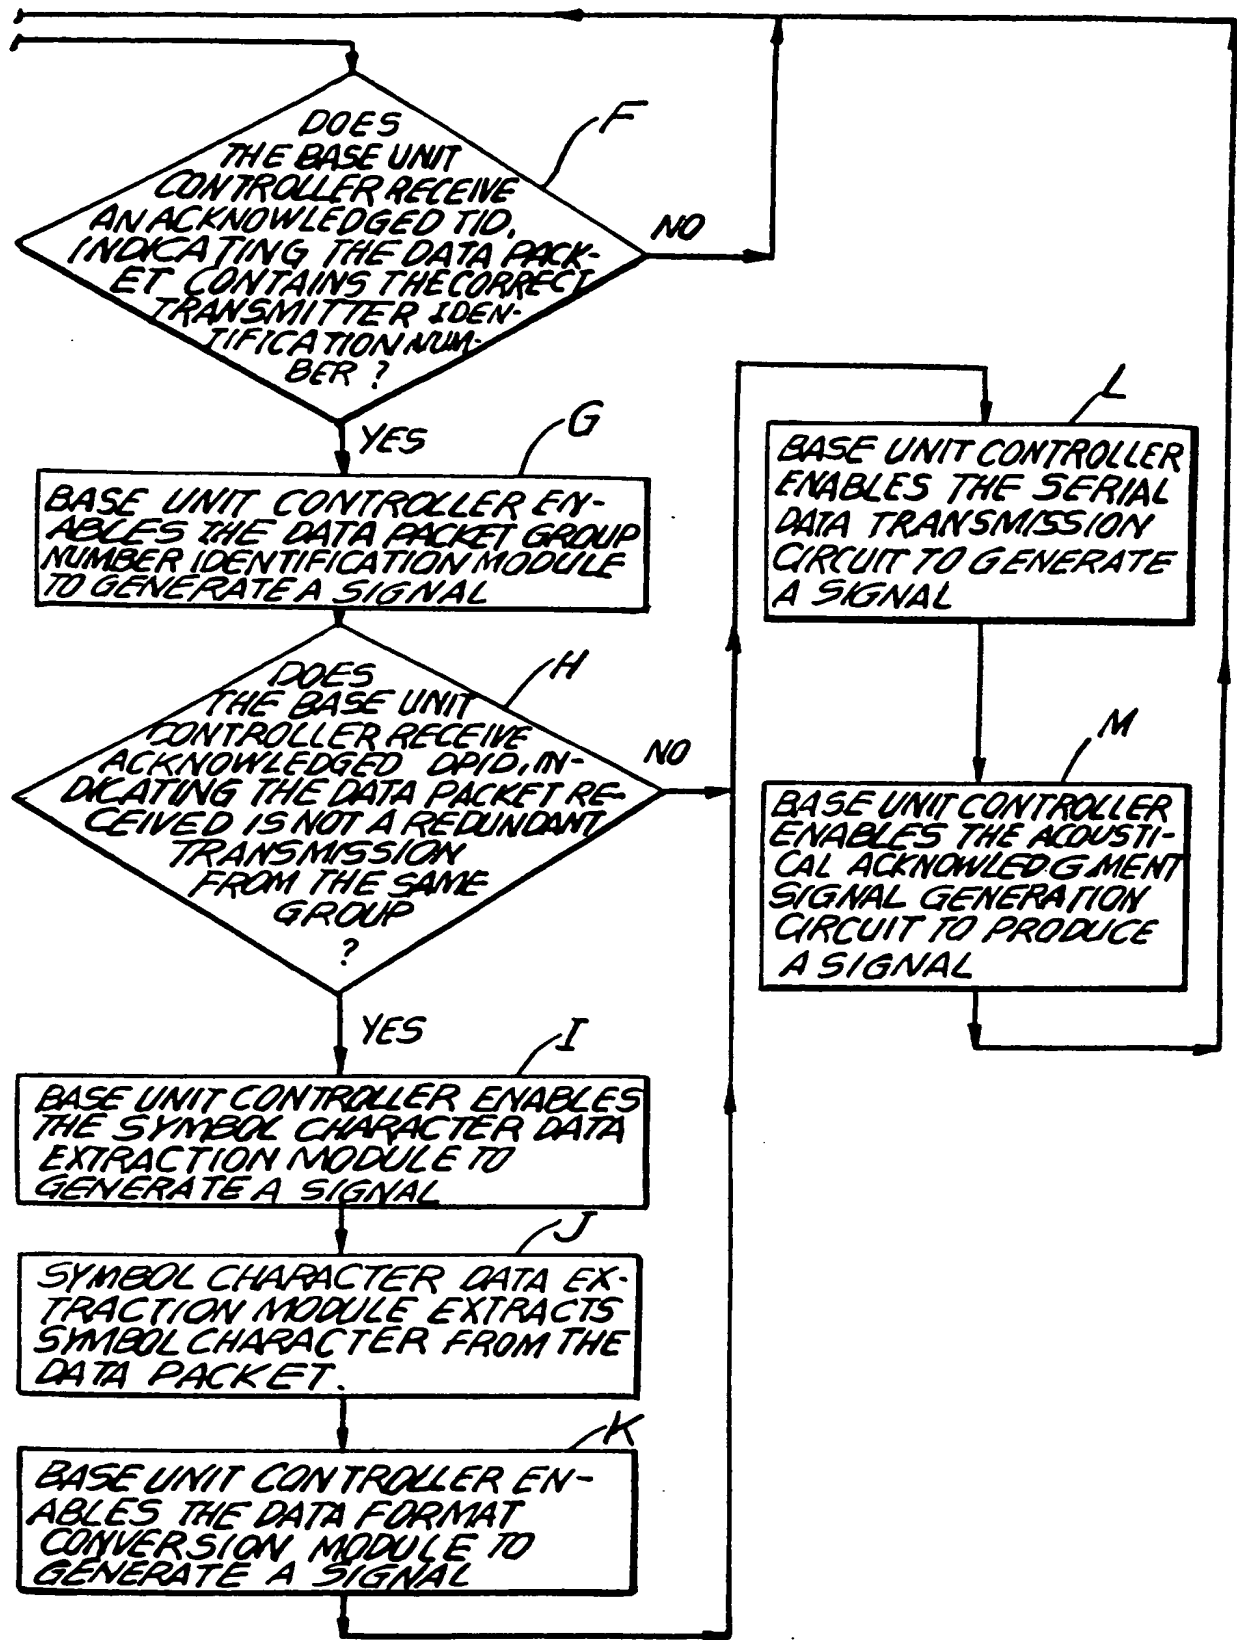 F
DOES
THE BASE UNIT
CONTROLLER RECEIVE
AN ACKNOWLEDGED TID,
INDICATING THE DATA PACK-
ET CONTAINS THE CORRECT
TRANSMITTER IDEN-
TIFICATION NUM-
BER ?
NO
YES
G
BASE UNIT CONTROLLER EN-
ABLES THE DATA PACKET GROUP
NUMBER IDENTIFICATION MODULE
TO GENERATE A SIGNAL
H
DOES
THE BASE UNIT
CONTROLLER RECEIVE
ACKNOWLEDGED DPID, IN-
DICATING THE DATA PACKET RE-
CEIVED IS NOT A REDUNDANT
TRANSMISSION
FROM THE SAME
GROUP
?
NO
YES
I
BASE UNIT CONTROLLER ENABLES
THE SYMBOL CHARACTER DATA
EXTRACTION MODULE TO
GENERATE A SIGNAL
J
SYMBOL CHARACTER DATA EX-
TRACTION MODULE EXTRACTS
SYMBOL CHARACTER FROM THE
DATA PACKET.
K
BASE UNIT CONTROLLER EN-
ABLES THE DATA FORMAT
CONVERSION MODULE TO
GENERATE A SIGNAL
L
BASE UNIT CONTROLLER
ENABLES THE SERIAL
DATA TRANSMISSION
CIRCUIT TO GENERATE
A SIGNAL
M
BASE UNIT CONTROLLER
ENABLES THE ACOUSTI-
CAL ACKNOWLEDGMENT
SIGNAL GENERATION
CIRCUIT TO PRODUCE
A SIGNAL